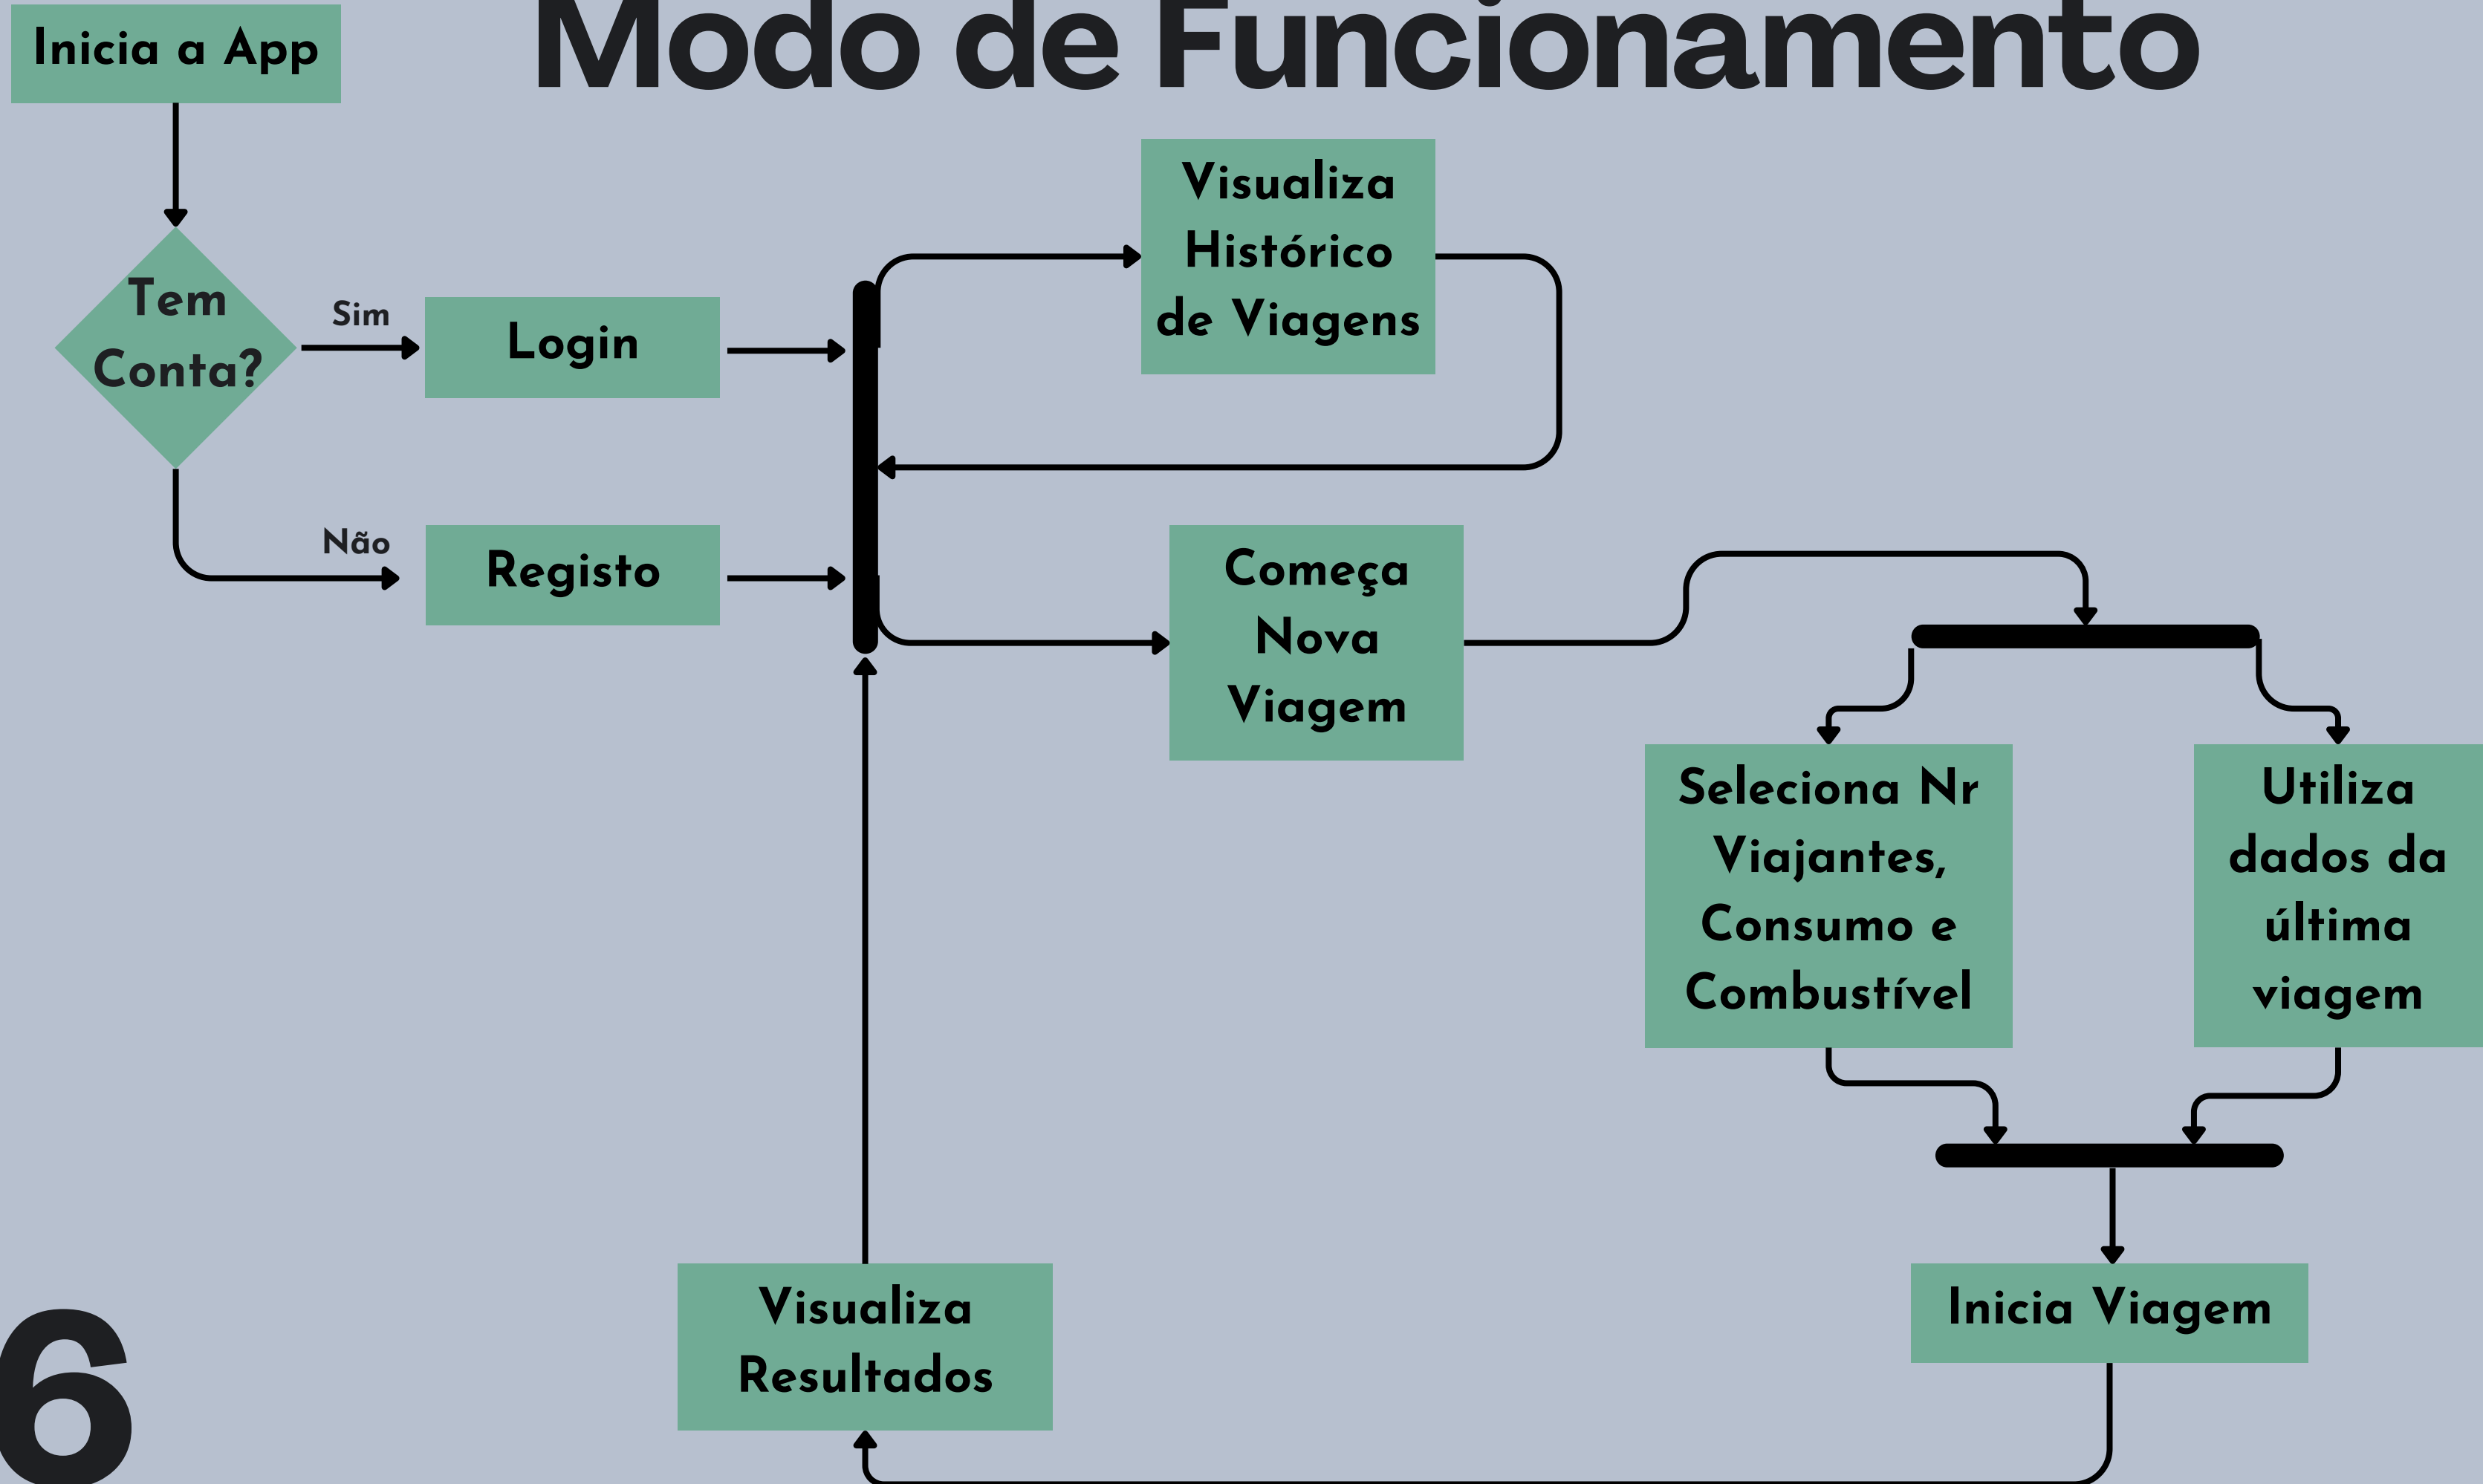 Modo de Funcionamento
Inicia a App
Tem
Conta?
Sim
Não
Login
Registo
Visualiza
Histórico
de Viagens
Começa
Nova
Viagem
Seleciona Nr
Viajantes,
Consumo e
Combustível
Utiliza
dados da
última
viagem
Inicia Viagem
Visualiza
Resultados
6